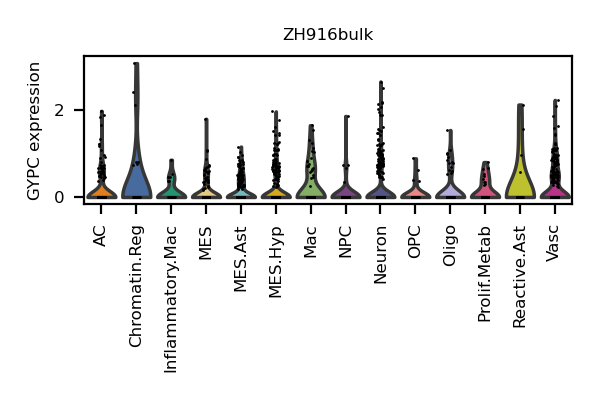 ZH916bulk
GYPC expression
2
0
AC
Chromatin.Reg
Inflammatory.Mac
MES
MES.Ast
MES.Hyp
Mac
NPC
Neuron
OPC
Oligo
Prolif.Metab
Reactive.Ast
Vasc